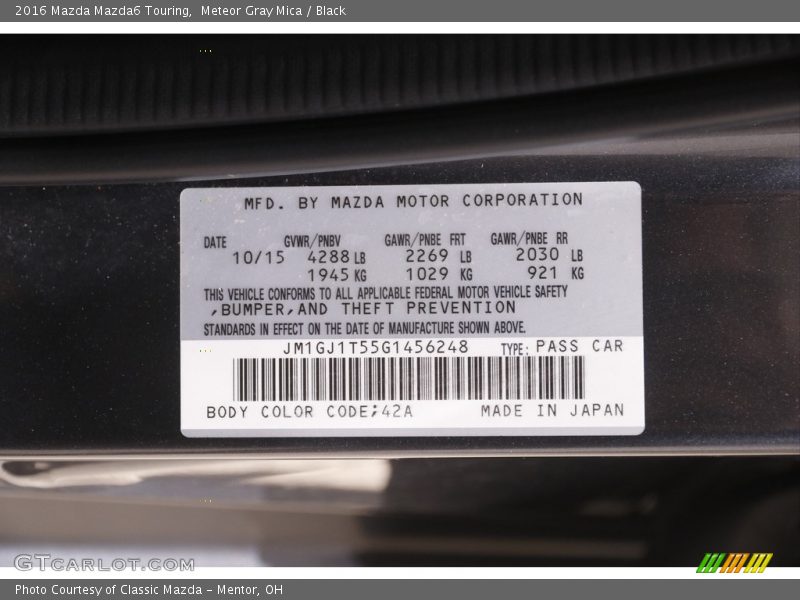 2016 Mazda Mazda6 Touring,  Meteor Gray Mica / Black
MFD. BY MAZDA MOTOR CORPORATION
DATE GVWR/PNBV GAWR/PNBE FRT GAWR/PNBE RR
10/15 4288 LB 2269 LB 2030 LB
1945 KG 1029 KG 921 KG
THIS VEHICLE CONFORMS TO ALL APPLICABLE FEDERAL MOTOR VEHICLE SAFETY
,BUMPER,AND THEFT PREVENTION
STANDARDS IN EFFECT ON THE DATE OF MANUFACTURE SHOWN ABOVE.
JM1GJ1T55G1456248 TYPE: PASS CAR
BODY COLOR CODE;42A MADE IN JAPAN
GTCARLOT.COM
Photo Courtesy of Classic Mazda - Mentor, OH